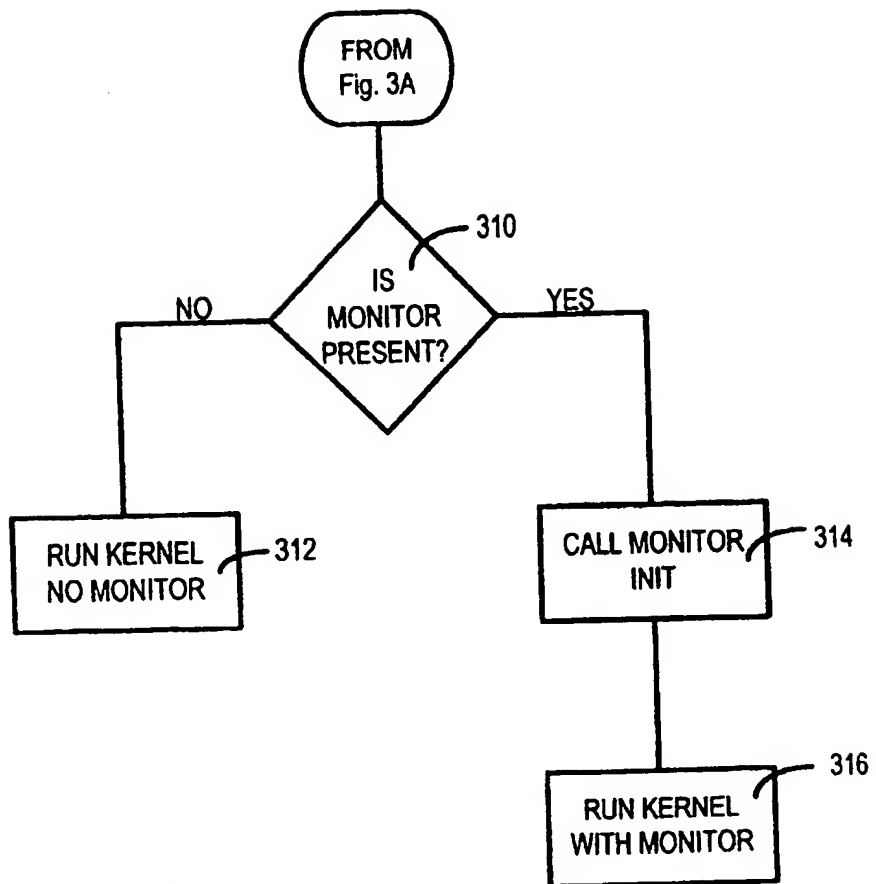 FROM
Fig. 3A
310
IS
MONITOR
PRESENT?
NO
YES
RUN KERNEL
NO MONITOR
312
CALL MONITOR
INIT
314
RUN KERNEL
WITH MONITOR
316